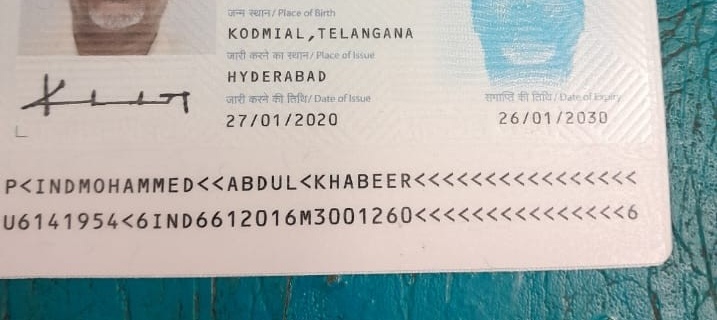 जन्म स्थान / Place of Birth
KODMIAL,TELANGANA
जारी करने का स्थान / Place of Issue
HYDERABAD
जारी करने की तिथि / Date of Issue
समाप्ति की तिथि / Date of Expiry
27/01/2020
26/01/2030
P<INDMOHAMMED<<ABDUL<KHABEER<<<<<<<<<<<<<<<<
U6141954<6IND6612016M3001260<<<<<<<<<<<<<<<6